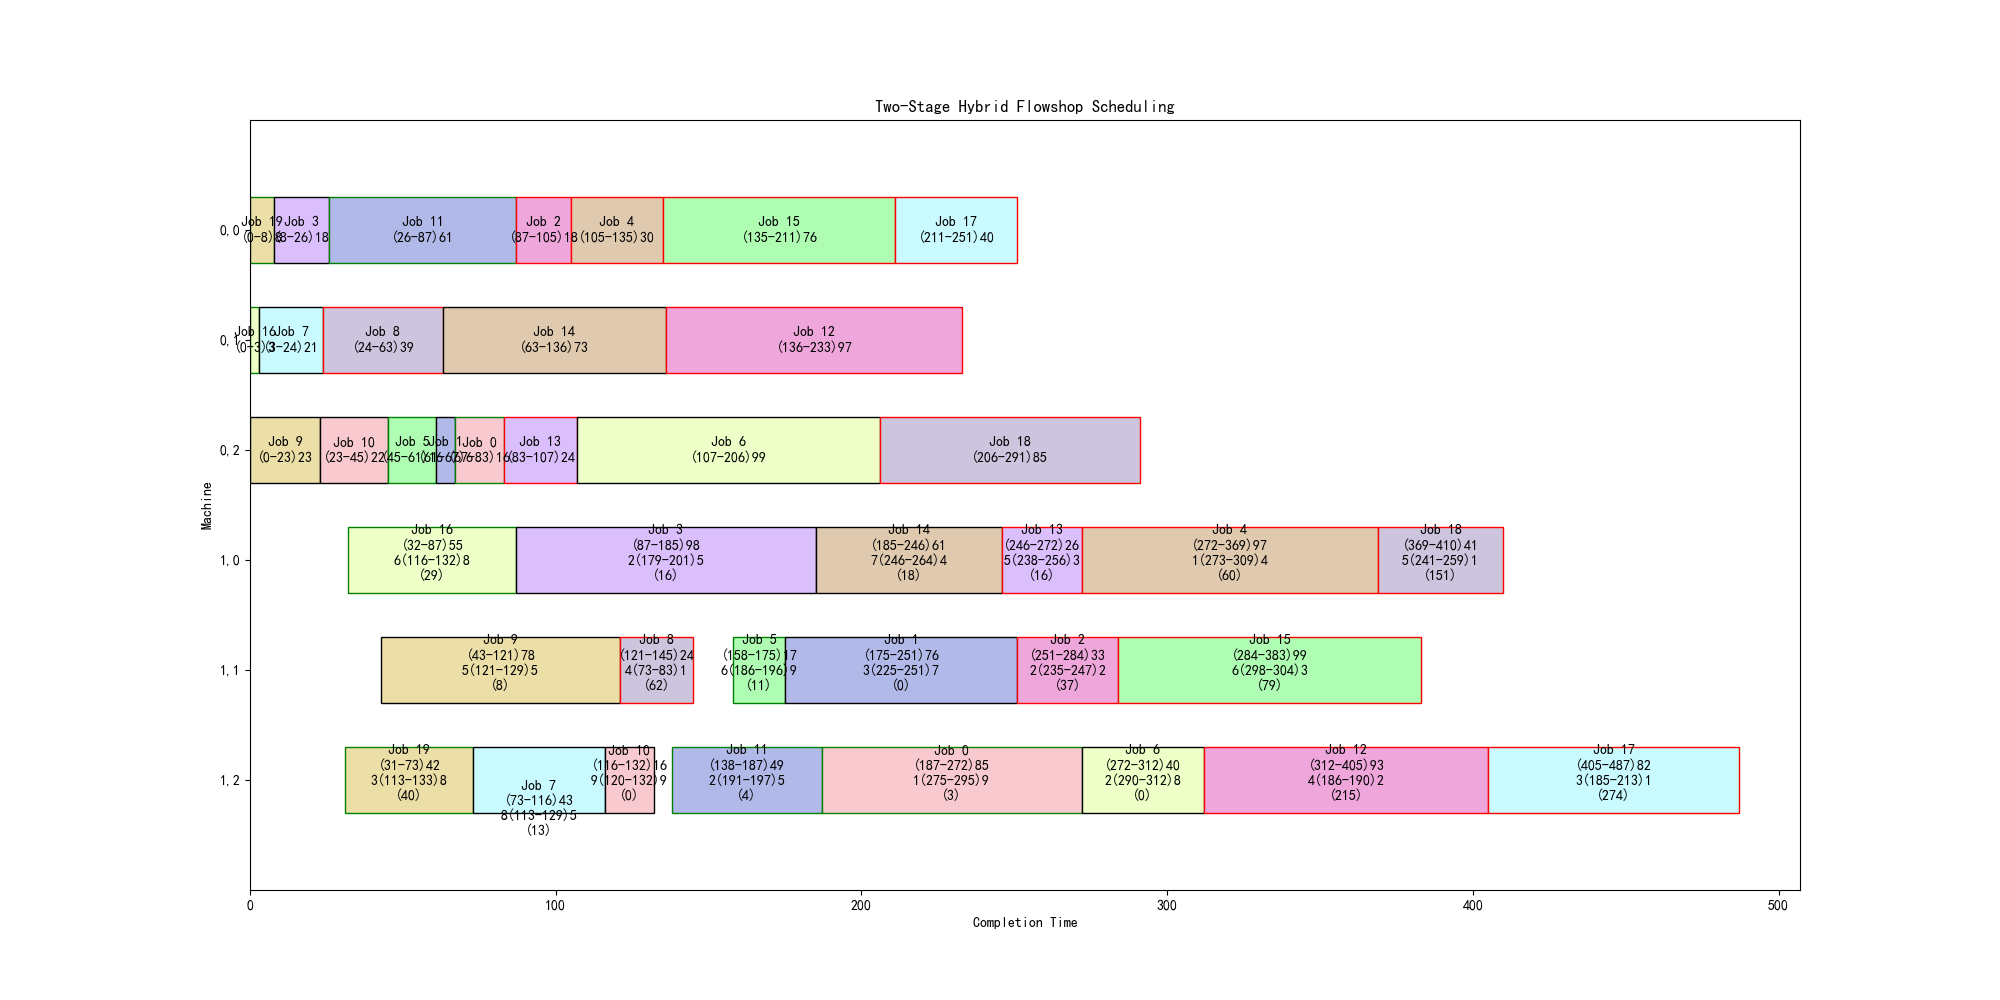 Two-Stage Hybrid Flowshop Scheduling
Machine
0,0
Job 19
(0-8)8
Job 3
(8-26)18
Job 11
(26-87)61
Job 2
(87-105)18
Job 4
(105-135)30
Job 15
(135-211)76
Job 17
(211-251)40
0,1
Job 16
(0-3)3
Job 7
(3-24)21
Job 8
(24-63)39
Job 14
(63-136)73
Job 12
(136-233)97
0,2
Job 9
(0-23)23
Job 10
(23-45)22
Job 5
(45-61)16
Job 1
(61-67)6
Job 0
(67-83)16
Job 13
(83-107)24
Job 6
(107-206)99
Job 18
(206-291)85
1,0
Job 16
(32-87)55
6(116-132)8
(29)
Job 3
(87-185)98
2(179-201)5
(16)
Job 14
(185-246)61
7(246-264)4
(18)
Job 13
(246-272)26
5(238-256)3
(16)
Job 4
(272-369)97
1(273-309)4
(60)
Job 18
(369-410)41
5(241-259)1
(151)
1,1
Job 9
(43-121)78
5(121-129)5
(8)
Job 8
(121-145)24
4(73-83)1
(62)
Job 5
(158-175)17
6(186-196)9
(11)
Job 1
(175-251)76
3(225-251)7
(0)
Job 2
(251-284)33
2(235-247)2
(37)
Job 15
(284-383)99
6(298-304)3
(79)
1,2
Job 19
(31-73)42
3(113-133)8
(40)
Job 7
(73-116)43
8(113-129)5
(13)
Job 10
(116-132)16
9(120-132)9
(0)
Job 11
(138-187)49
2(191-197)5
(4)
Job 0
(187-272)85
1(275-295)9
(3)
Job 6
(272-312)40
2(290-312)8
(0)
Job 12
(312-405)93
4(186-190)2
(215)
Job 17
(405-487)82
3(185-213)1
(274)
0
100
200
300
400
500
Completion Time